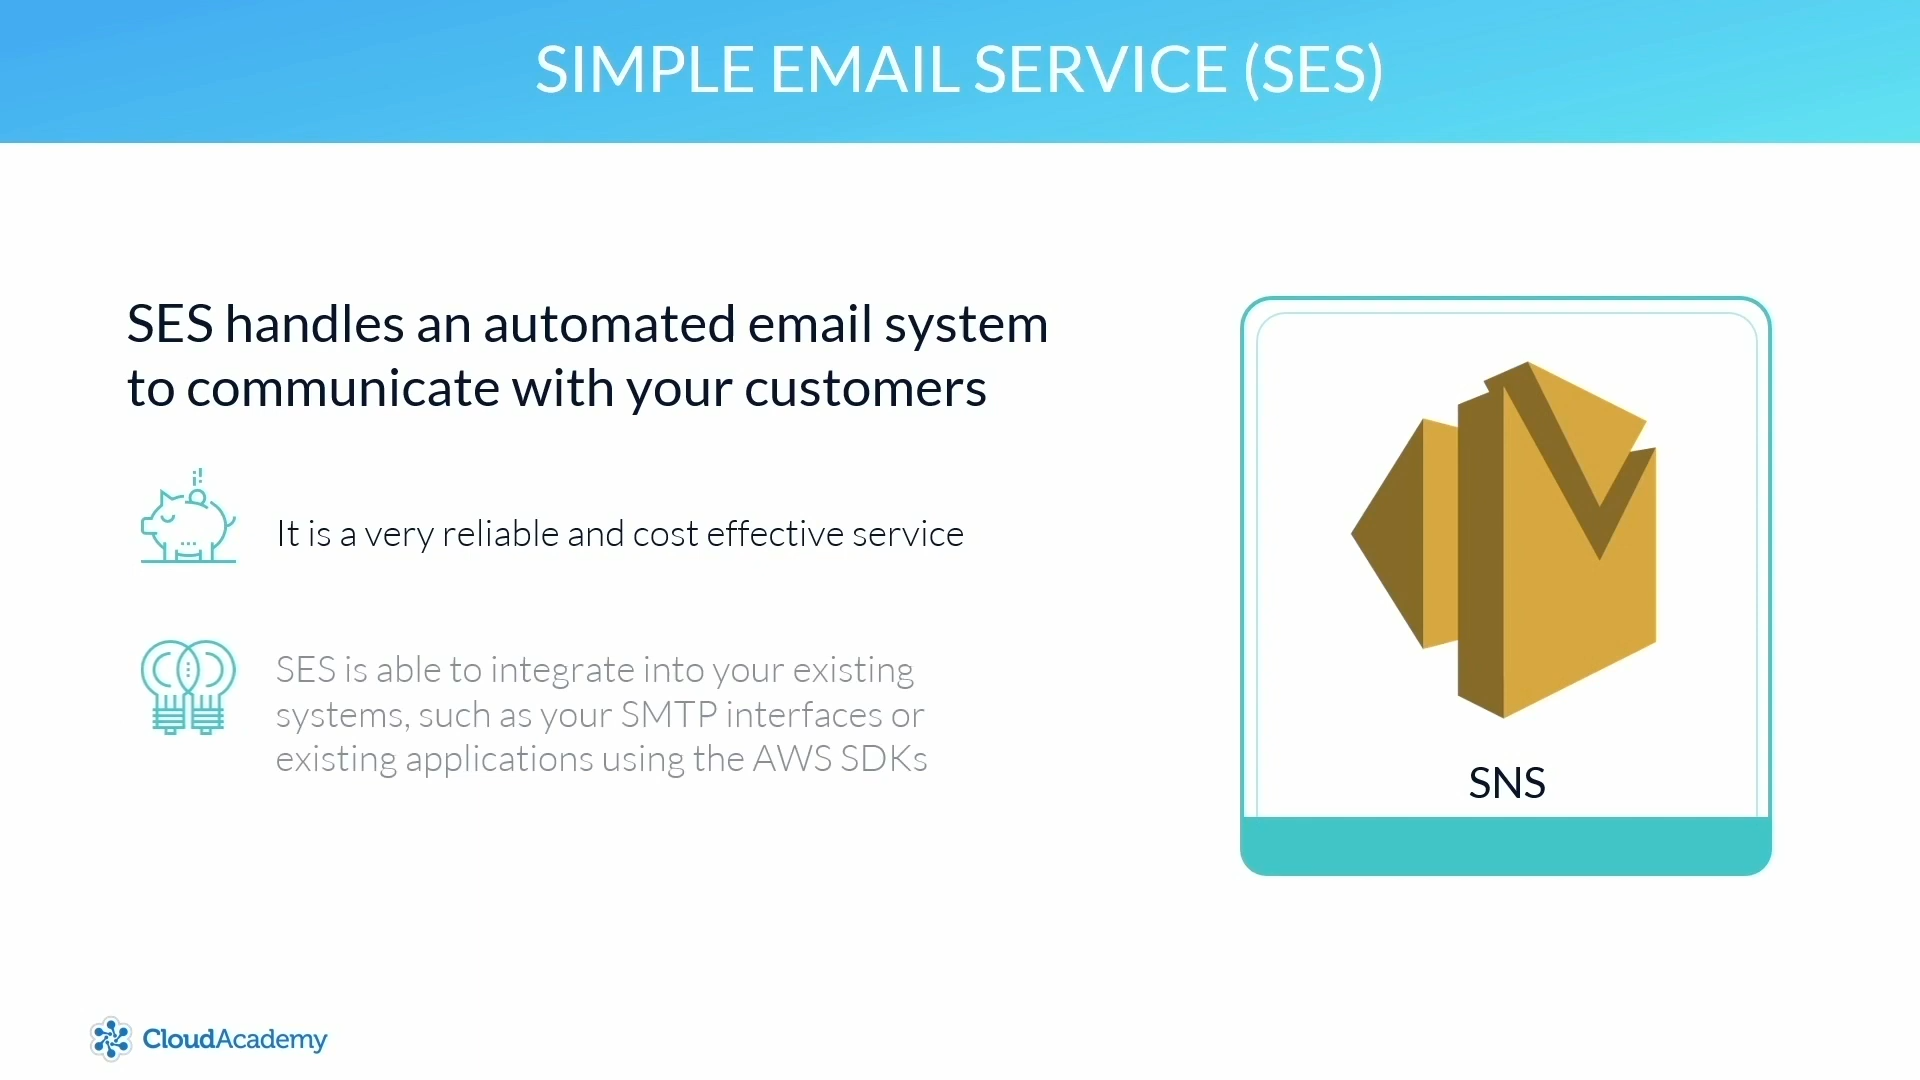 SIMPLE EMAIL SERVICE (SES)
SES handles an automated email system
to communicate with your customers
It is a very reliable and cost effective service
SES is able to integrate into your existing
systems, such as your SMTP interfaces or
existing applications using the AWS SDKs
SNS
CloudAcademy